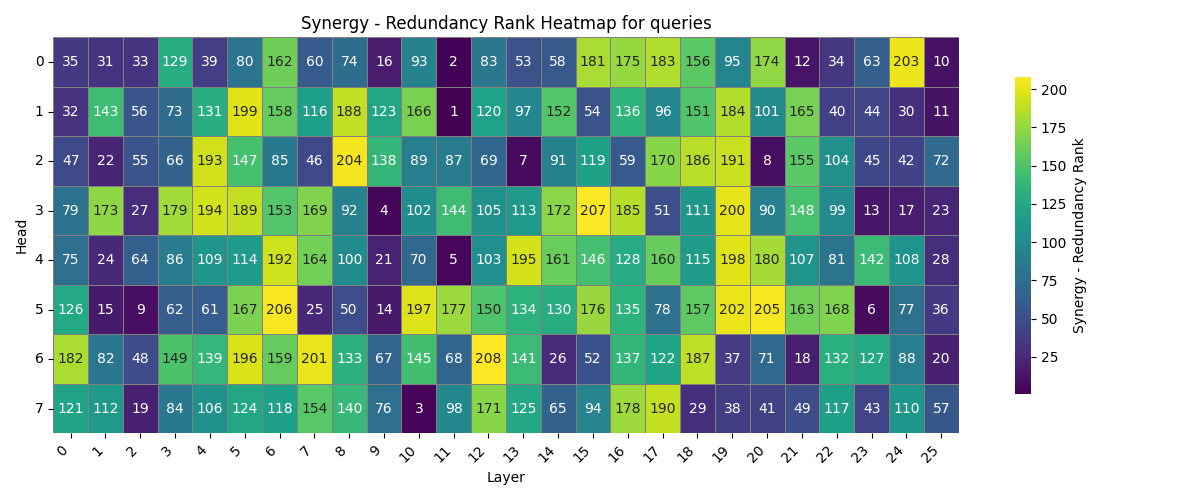 Synergy - Redundancy Rank Heatmap for queries
0 35 31 33 129 39 80 162 60 74 16 93 2 83 53 58 181 175 183 156 95 174 12 34 63 203 10
1 32 143 56 73 131 199 158 116 188 123 166 1 120 97 152 54 136 96 151 184 101 165 40 44 30 11
2 47 22 55 66 193 147 85 46 204 138 89 87 69 7 91 119 59 170 186 191 8 155 104 45 42 72
3 79 173 27 179 194 189 153 169 92 4 102 144 105 113 172 207 185 51 111 200 90 148 99 13 17 23
4 75 24 64 86 109 114 192 164 100 21 70 5 103 195 161 146 128 160 115 198 180 107 81 142 108 28
5 126 15 9 62 61 167 206 25 50 14 197 177 150 134 130 176 135 78 157 202 205 163 168 6 77 36
6 182 82 48 149 139 196 159 201 133 67 145 68 208 141 26 52 137 122 187 37 71 18 132 127 88 20
7 121 112 19 84 106 124 118 154 140 76 3 98 171 125 65 94 178 190 29 38 41 49 117 43 110 57
0 1 2 3 4 5 6 7 8 9 10 11 12 13 14 15 16 17 18 19 20 21 22 23 24 25
Layer
Head
200
175
150
125
100
75
50
25
Synergy - Redundancy Rank